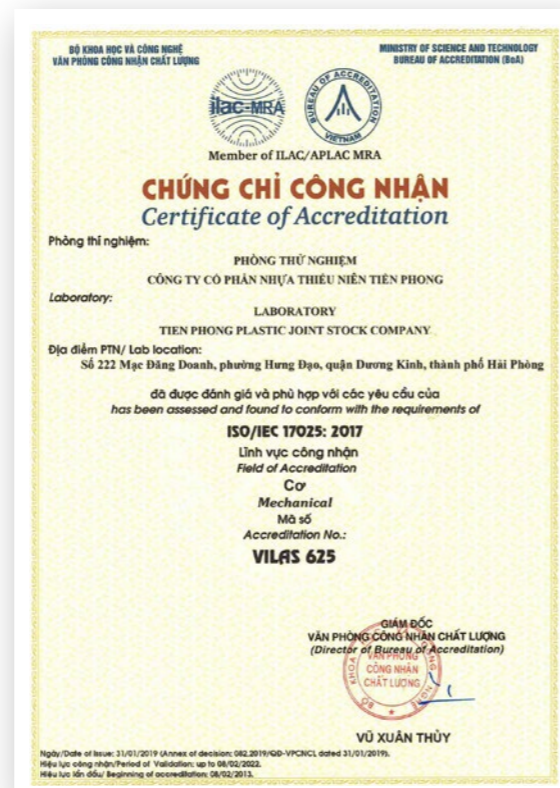 BỘ KHOA HỌC VÀ CÔNG NGHỆ
VĂN PHÒNG CÔNG NHẬN CHẤT LƯỢNG
MINISTRY OF SCIENCE AND TECHNOLOGY
BUREAU OF ACCREDITATION (BoA)
ilac-MRA
BUREAU OF ACCREDITATION
VIETNAM
Member of ILAC/APLAC MRA
CHỨNG CHỈ CÔNG NHẬN
Certificate of Accreditation
Phòng thí nghiệm:
PHÒNG THỬ NGHIỆM
CÔNG TY CỔ PHẦN NHỰA THIẾU NIÊN TIỀN PHONG
Laboratory:
LABORATORY
TIEN PHONG PLASTIC JOINT STOCK COMPANY
Địa điểm PTN/ Lab location:
Số 222 Mạc Đăng Doanh, phường Hưng Đạo, quận Dương Kinh, thành phố Hải Phòng
đã được đánh giá và phù hợp với các yêu cầu của
has been assessed and found to conform with the requirements of
ISO/IEC 17025: 2017
Lĩnh vực công nhận
Field of Accreditation
Cơ
Mechanical
Mã số
Accreditation No.:
VILAS 625
GIÁM ĐỐC
VĂN PHÒNG CÔNG NHẬN CHẤT LƯỢNG
(Director of Bureau of Accreditation)
VĂN PHÒNG
CÔNG NHẬN
CHẤT LƯỢNG
VŨ XUÂN THỦY
Ngày/Date of Issue: 31/01/2019 (Annex of decision: 082.2019/QĐ-VPCNCL dated 31/01/2019).
Hiệu lực công nhận/Period of Validation: up to 08/02/2022.
Hiệu lực lần đầu/ Beginning of accreditation: 08/02/2013.